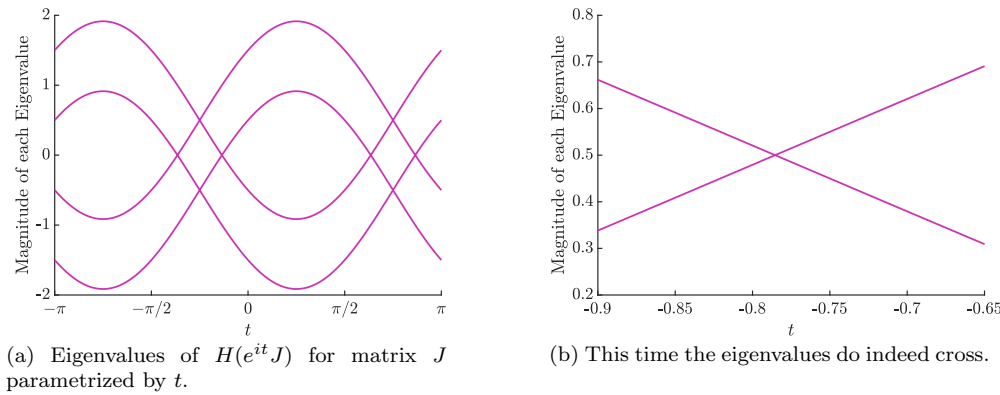 Magnitude of each Eigenvalue
2
1
0
-1
-2
−π
−π/2
0
π/2
π
t
(a) Eigenvalues of H(e^{it}J) for matrix J
parametrized by t.
Magnitude of each Eigenvalue
0.8
0.7
0.6
0.5
0.4
0.3
0.2
-0.9
-0.85
-0.8
-0.75
-0.7
-0.65
t
(b) This time the eigenvalues do indeed cross.